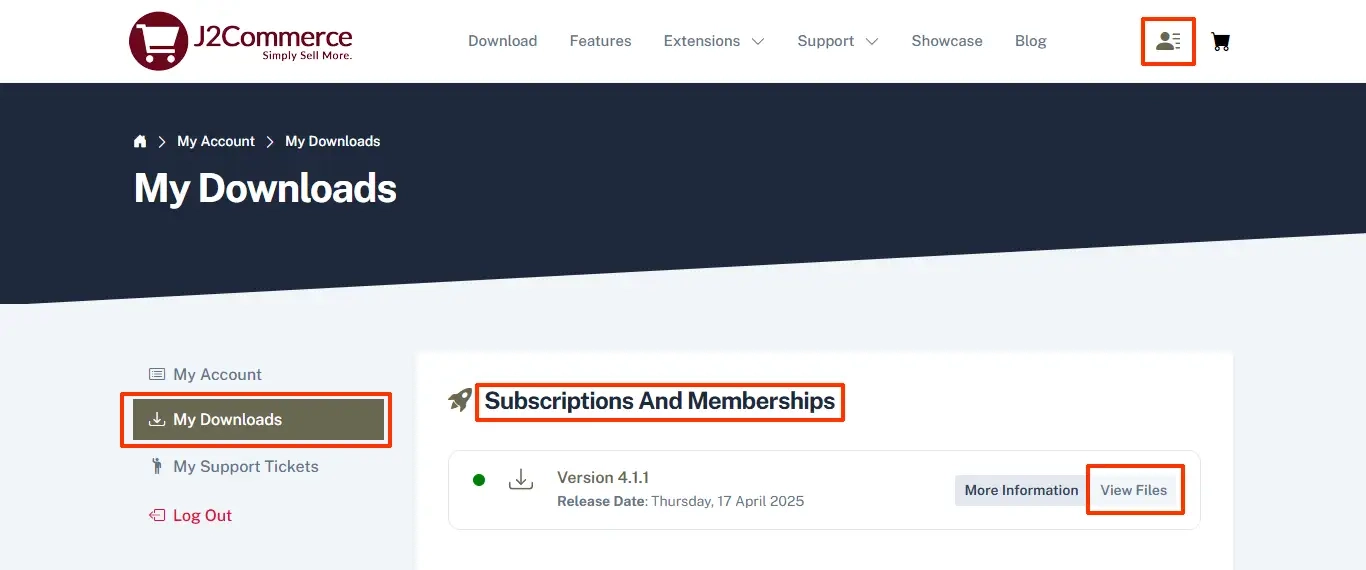 J2Commerce
Simply Sell More.
Download Features Extensions Support Showcase Blog
My Account My Downloads
My Downloads
My Account
My Downloads
My Support Tickets
Log Out
Subscriptions And Memberships
Version 4.1.1
Release Date: Thursday, 17 April 2025
More Information View Files